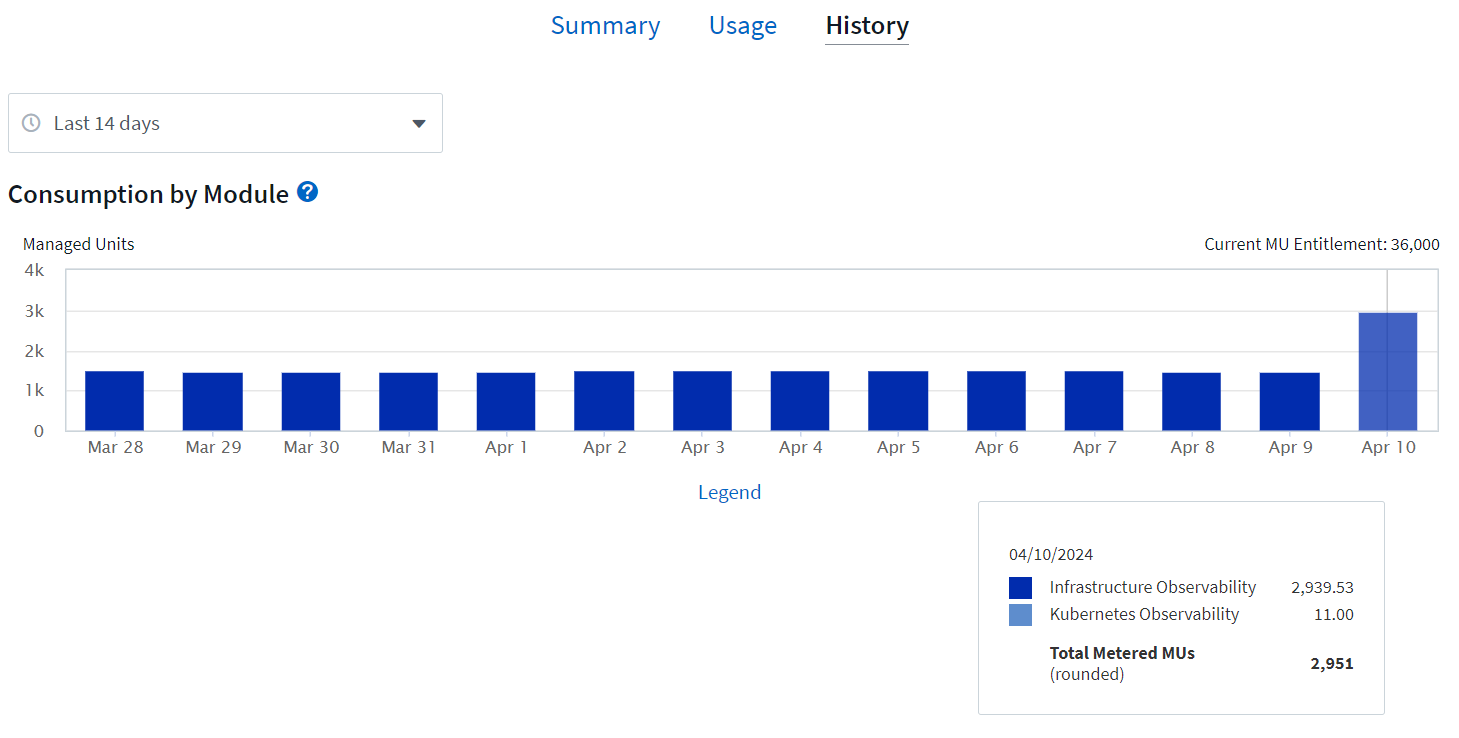 Summary Usage History
Last 14 days
Consumption by Module ?
Managed Units Current MU Entitlement: 36,000
4k
3k
2k
1k
0
Mar 28 Mar 29 Mar 30 Mar 31 Apr 1 Apr 2 Apr 3 Apr 4 Apr 5 Apr 6 Apr 7 Apr 8 Apr 9 Apr 10
Legend
04/10/2024
Infrastructure Observability 2,939.53
Kubernetes Observability 11.00
Total Metered MUs
(rounded) 2,951